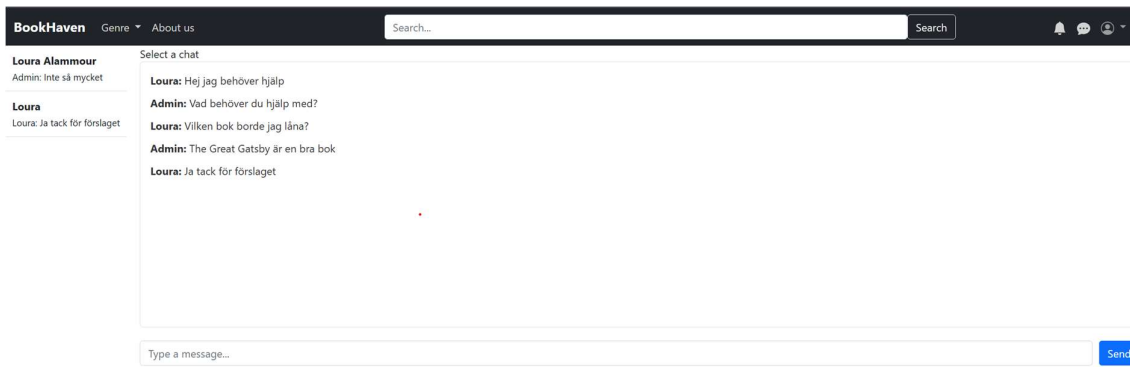 BookHaven Genre About us Search... Search
Loura Alammour
Admin: Inte så mycket
Loura
Loura: Ja tack för förslaget
Select a chat
Loura: Hej jag behöver hjälp
Admin: Vad behöver du hjälp med?
Loura: Vilken bok borde jag låna?
Admin: The Great Gatsby är en bra bok
Loura: Ja tack för förslaget
Type a message... Send